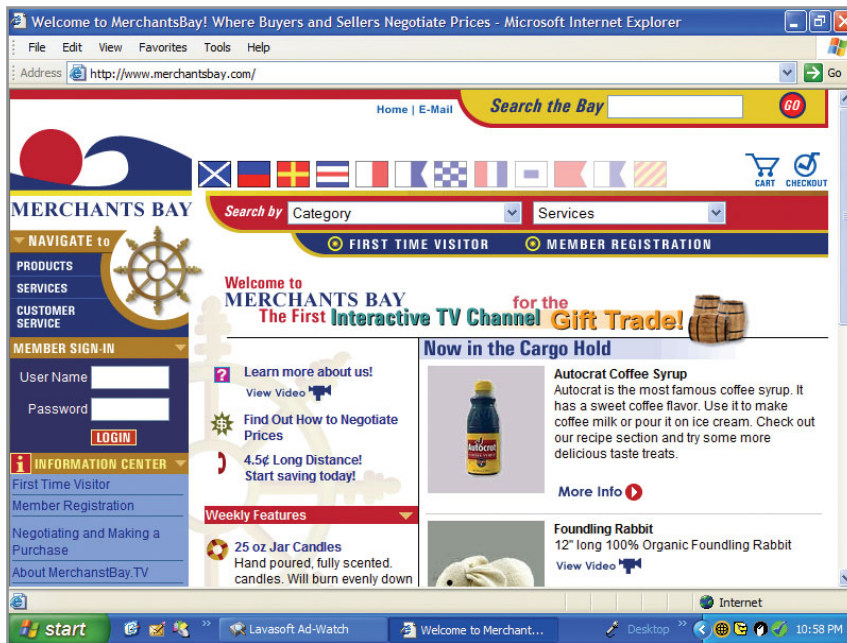 Welcome to MerchantsBay! Where Buyers and Sellers Negotiate Prices - Microsoft Internet Explorer
File Edit View Favorites Tools Help
Address http://www.merchantsbay.com/ Go
Home | E-Mail
Search the Bay GO
CART CHECKOUT
MERCHANTS BAY
Search by Category Services
FIRST TIME VISITOR MEMBER REGISTRATION
NAVIGATE to
PRODUCTS
SERVICES
CUSTOMER
SERVICE
MEMBER SIGN-IN
User Name
Password
LOGIN
i INFORMATION CENTER
First Time Visitor
Member Registration
Negotiating and Making a
Purchase
About MerchanstBay.TV
Welcome to
MERCHANTS BAY for the
The First Interactive TV Channel Gift Trade!
? Learn more about us!
View Video
$ Find Out How to Negotiate
Prices
4.5¢ Long Distance!
Start saving today!
Weekly Features
25 oz Jar Candles
Hand poured, fully scented.
candles. Will burn evenly down
Now in the Cargo Hold
Autocrat Coffee Syrup
Autocrat is the most famous coffee syrup. It
has a sweet coffee flavor. Use it to make
coffee milk or pour it on ice cream. Check out
our recipe section and try some more
delicious taste treats.
Autocrat
More Info
Foundling Rabbit
12" long 100% Organic Foundling Rabbit
View Video
Internet
start Lavasoft Ad-Watch Welcome to Merchant... Desktop 10:58 PM